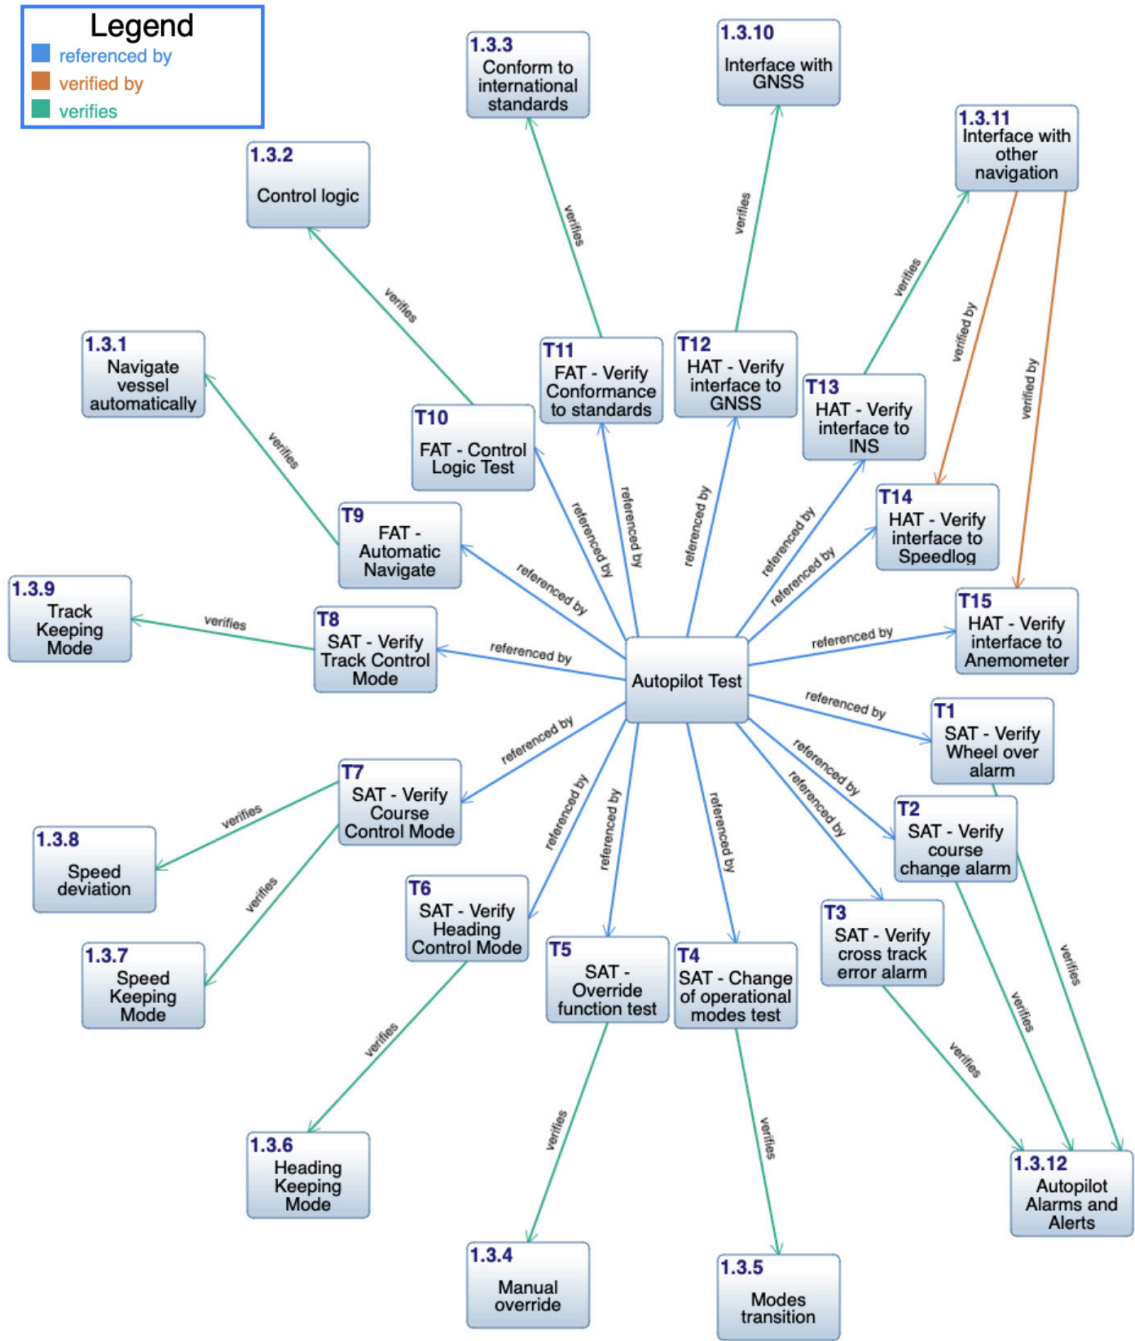 Legend
referenced by
verified by
verifies
1.3.3
Conform to
international
standards
1.3.10
Interface with
GNSS
1.3.11
Interface with
other
navigation
1.3.2
Control logic
verifies
verifies
verifies
verifies
verified by
verified by
1.3.1
Navigate
vessel
automatically
verifies
T11
FAT - Verify
Conformance
to standards
T12
HAT - Verify
interface to
GNSS
T13
HAT - Verify
interface to
INS
T10
FAT - Control
Logic Test
T14
HAT - Verify
interface to
Speedlog
T9
FAT -
Automatic
Navigate
referenced by
referenced by
referenced by
referenced by
referenced by
referenced by
1.3.9
Track
Keeping
Mode
verifies
T8
SAT - Verify
Track Control
Mode
referenced by
Autopilot Test
referenced by
T15
HAT - Verify
interface to
Anemometer
referenced by
T1
SAT - Verify
Wheel over
alarm
referenced by
T7
SAT - Verify
Course
Control Mode
referenced by
referenced by
referenced by
referenced by
referenced by
T2
SAT - Verify
course
change alarm
verifies
1.3.8
Speed
deviation
verifies
T6
SAT - Verify
Heading
Control Mode
T3
SAT - Verify
cross track
error alarm
1.3.7
Speed
Keeping
Mode
T5
SAT -
Override
function test
T4
SAT - Change
of operational
modes test
verifies
verifies
verifies
verifies
verifies
verifies
1.3.6
Heading
Keeping
Mode
1.3.12
Autopilot
Alarms and
Alerts
1.3.4
Manual
override
1.3.5
Modes
transition